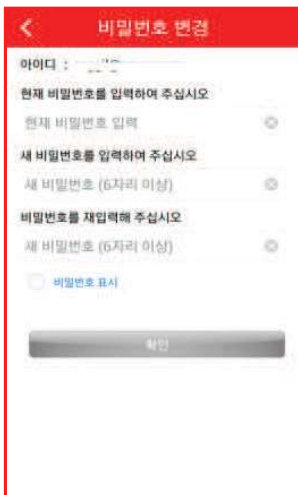 비밀번호 변경
아이디 :
현재 비밀번호를 입력하여 주십시오
현재 비밀번호 입력
새 비밀번호를 입력하여 주십시오
새 비밀번호 (6자리 이상)
비밀번호를 재입력해 주십시오
새 비밀번호 (6자리 이상)
비밀번호 표시
확인